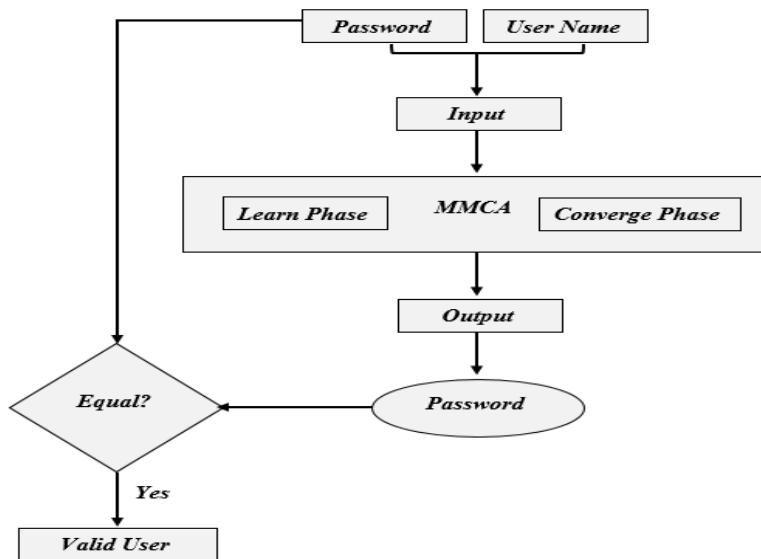 Password
User Name
Input
MMCA
Learn Phase
Converge Phase
Output
Equal?
Password
Yes
Valid User